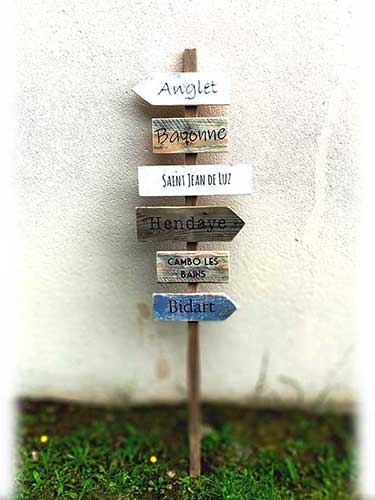 Anglet
Bayonne
SAINT JEAN DE LUZ
Hendaye
CAMBO-LES
BAINS
Bidart